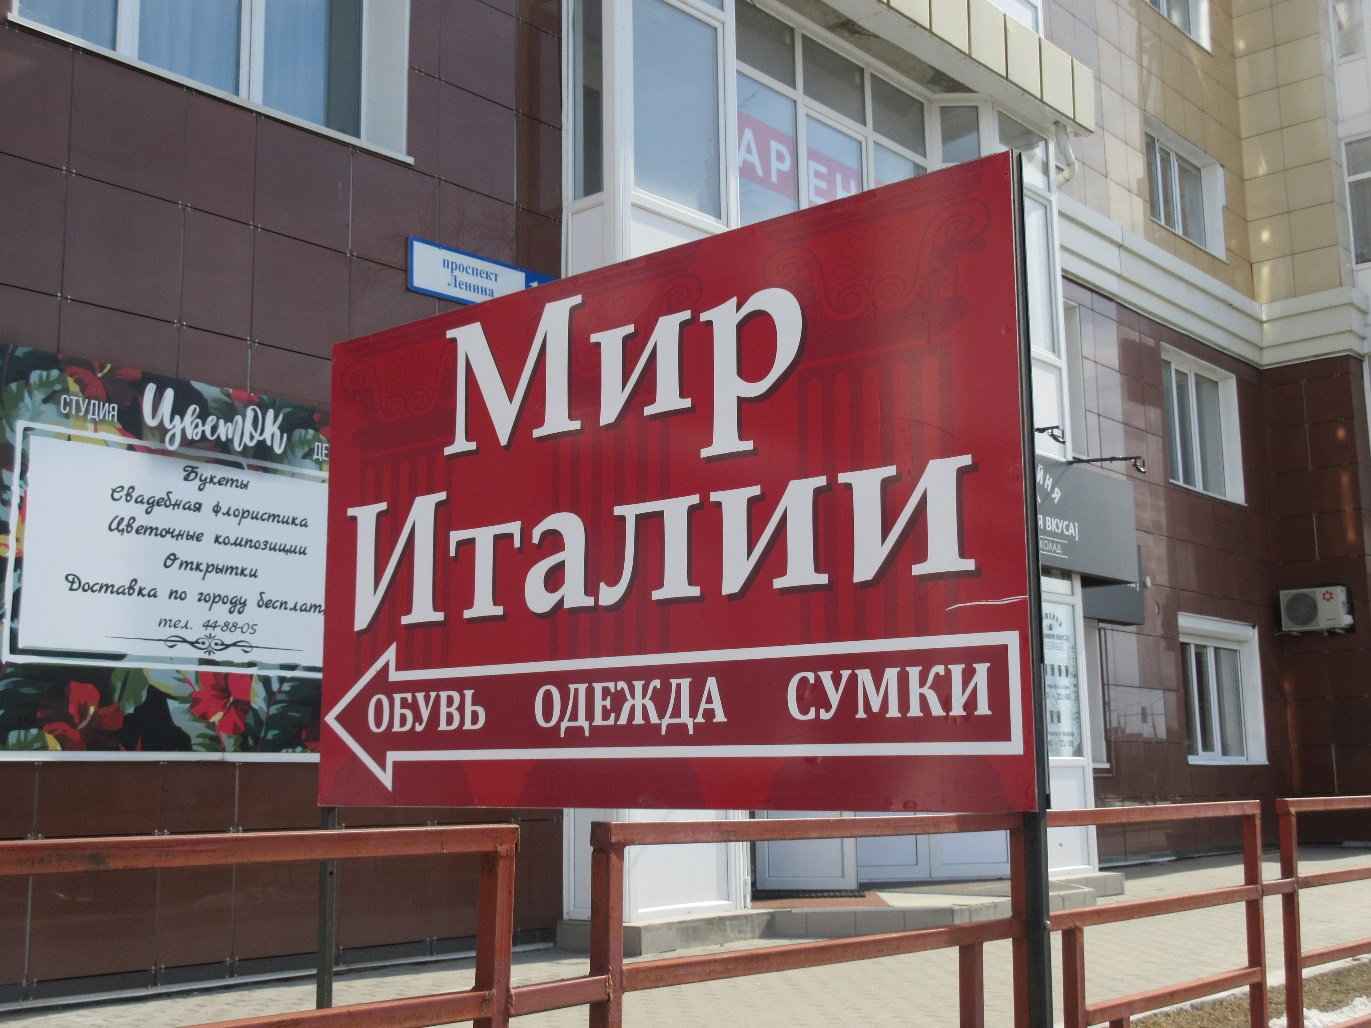 проспект
Ленина
Мир
Италии
ОБУВЬ ОДЕЖДА СУМКИ
СТУДИЯ ЦветОК
Букеты
Свадебная флористика
Цветочные композиции
Открытки
Доставка по городу
тел. 44-88-05